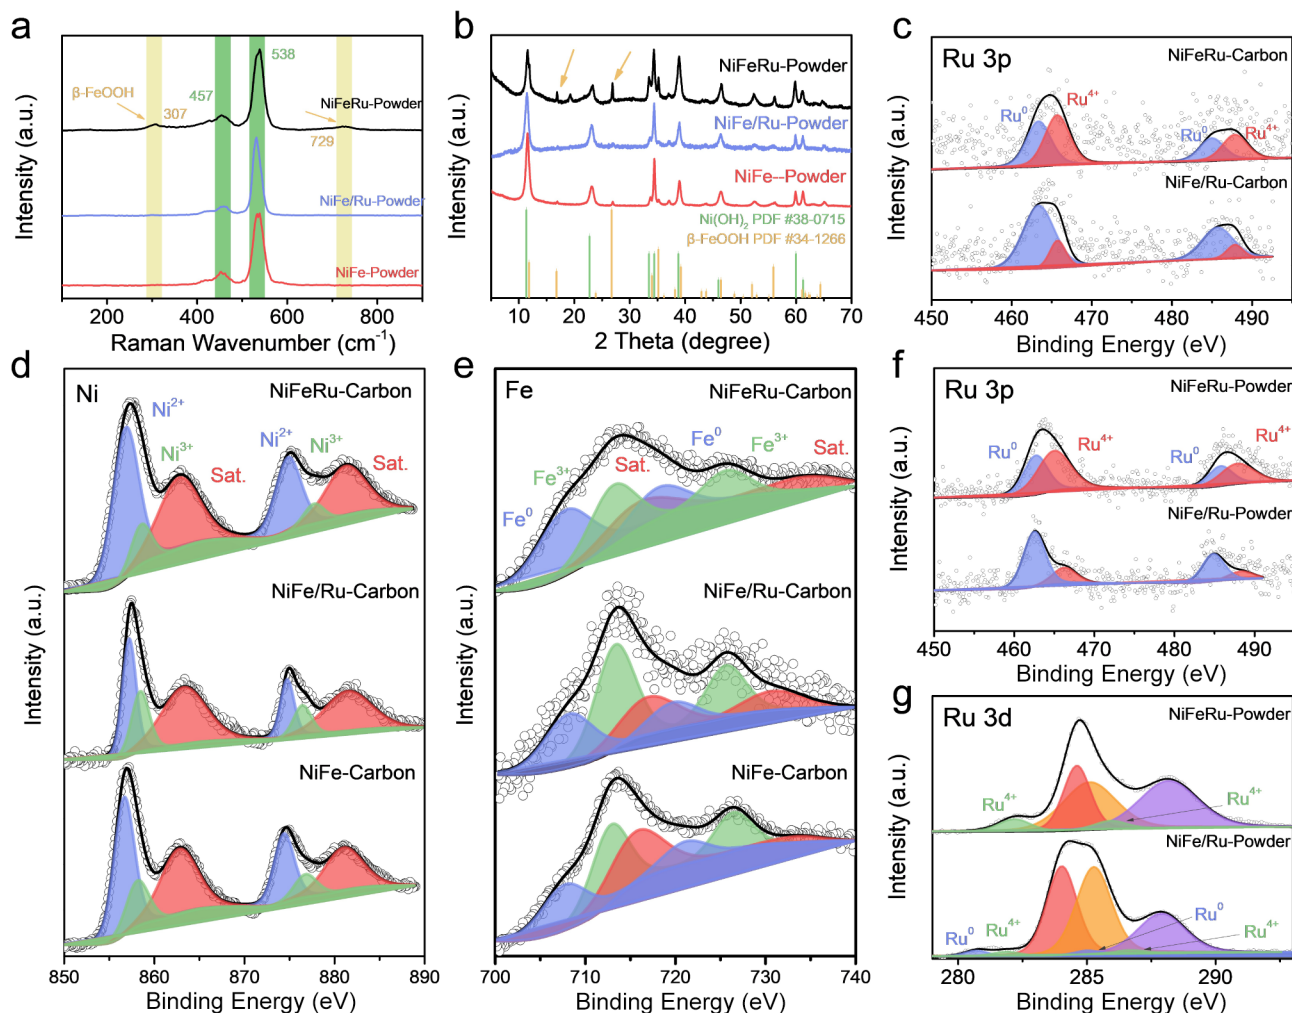 a
538
β-FeOOH
457
307
NiFeRu-Powder
729
NiFe/Ru-Powder
NiFe-Powder
Intensity (a.u.)
200 400 600 800
Raman Wavenumber (cm⁻¹)
b
NiFeRu-Powder
NiFe/Ru-Powder
NiFe--Powder
Ni(OH)₂ PDF #38-0715
β-FeOOH PDF #34-1266
Intensity (a.u.)
10 20 30 40 50 60 70
2 Theta (degree)
c
Ru 3p
NiFeRu-Carbon
Ru⁰ Ru⁴⁺
Ru⁰ Ru⁴⁺
NiFe/Ru-Carbon
Intensity (a.u.)
450 460 470 480 490
Binding Energy (eV)
d
Ni
NiFeRu-Carbon
Ni²⁺ Ni³⁺ Sat.
Ni²⁺ Ni³⁺ Sat.
NiFe/Ru-Carbon
NiFe-Carbon
Intensity (a.u.)
850 860 870 880 890
Binding Energy (eV)
e
Fe
NiFeRu-Carbon
Fe⁰ Fe³⁺ Sat.
Fe⁰ Fe³⁺ Sat.
NiFe/Ru-Carbon
NiFe-Carbon
Intensity (a.u.)
700 710 720 730 740
Binding Energy (eV)
f
Ru 3p
NiFeRu-Powder
Ru⁰ Ru⁴⁺
Ru⁰ Ru⁴⁺
NiFe/Ru-Powder
Intensity (a.u.)
450 460 470 480 490
Binding Energy (eV)
g
Ru 3d
NiFeRu-Powder
Ru⁴⁺
Ru⁴⁺
NiFe/Ru-Powder
Ru⁰ Ru⁴⁺
Ru⁰ Ru⁴⁺
Intensity (a.u.)
280 285 290
Binding Energy (eV)